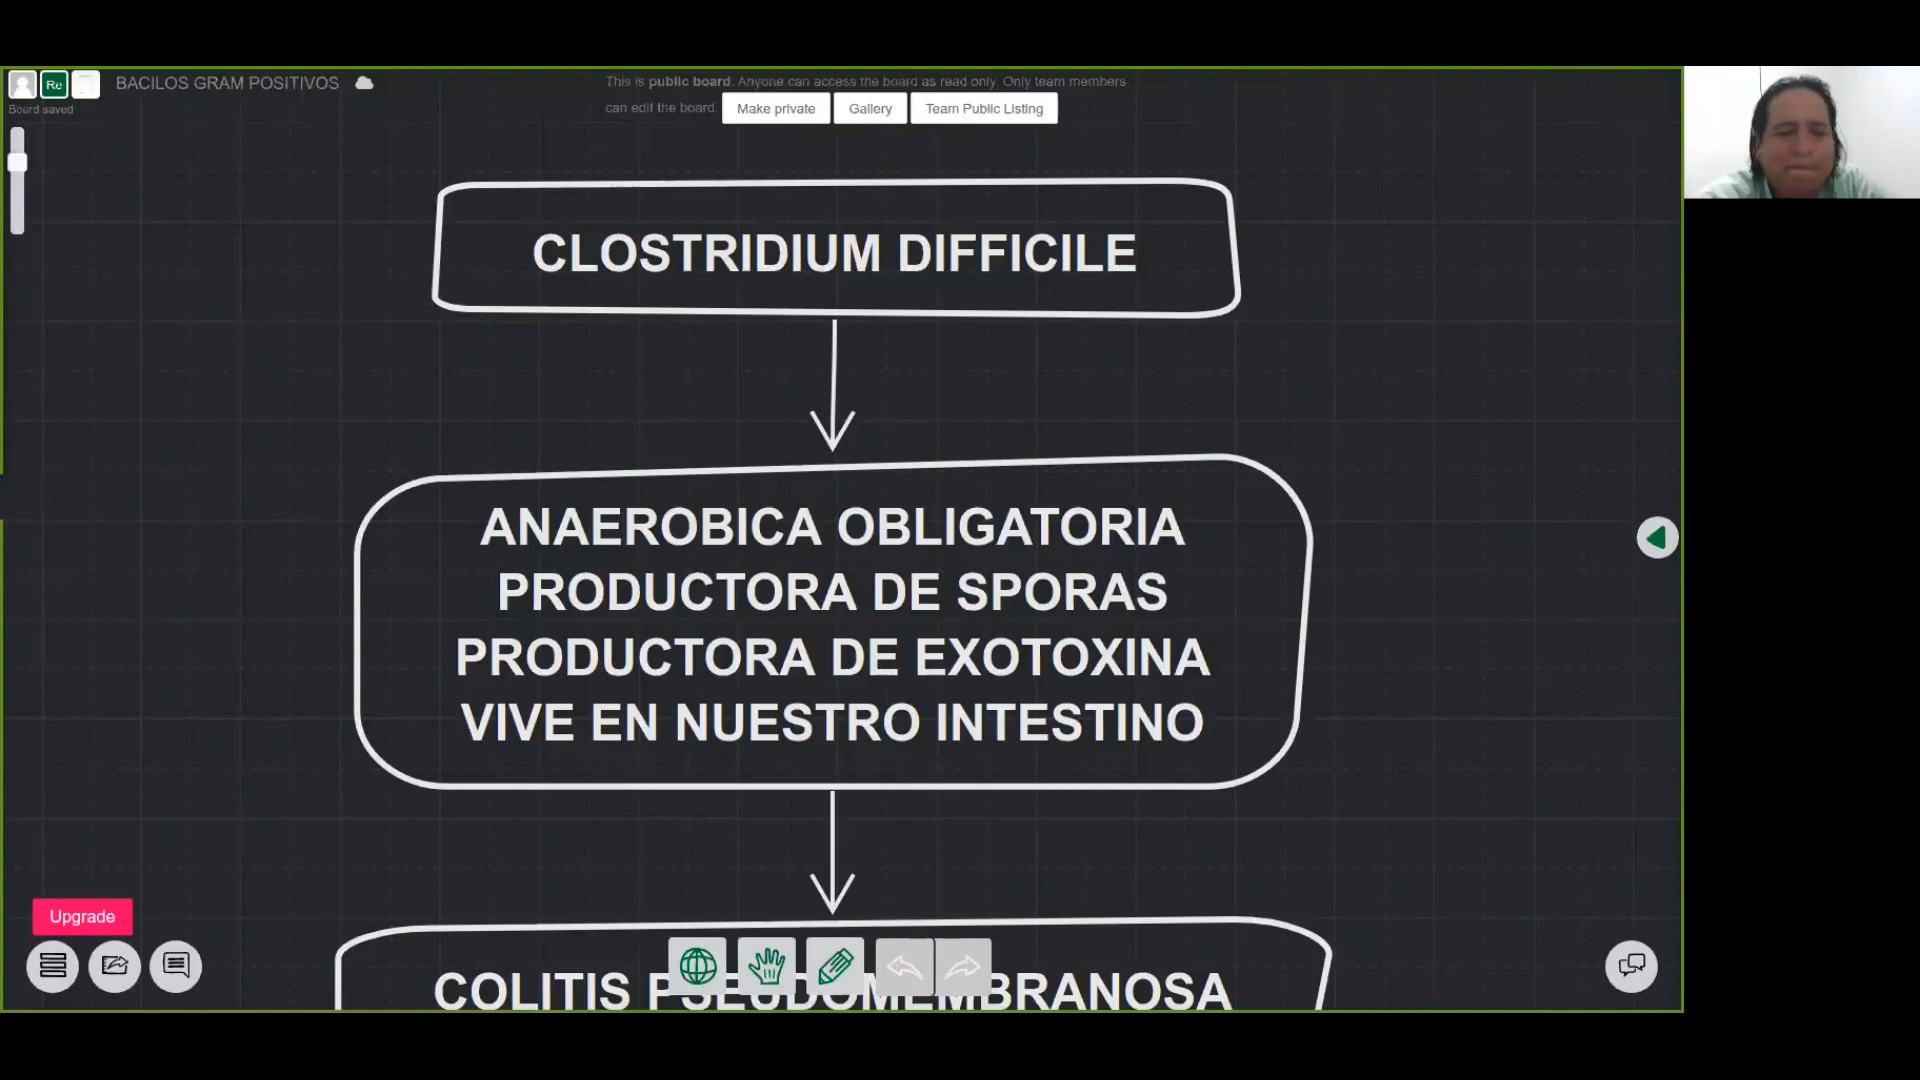 Re
BACILOS GRAM POSITIVOS
Board saved
This is public board. Anyone can access the board as read only. Only team members
can edit the board.
Make private
Gallery
Team Public Listing
CLOSTRIDIUM DIFFICILE
ANAEROBICA OBLIGATORIA
PRODUCTORA DE SPORAS
PRODUCTORA DE EXOTOXINA
VIVE EN NUESTRO INTESTINO
COLITIS PSEUDOMEMBRANOSA
Upgrade